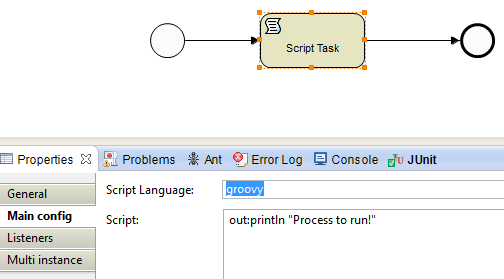 Script Task
Properties Problems Ant Error Log Console JUnit
General
Script Language: groovy
Main config
Script: out:println "Process to run!"
Listeners
Multi instance